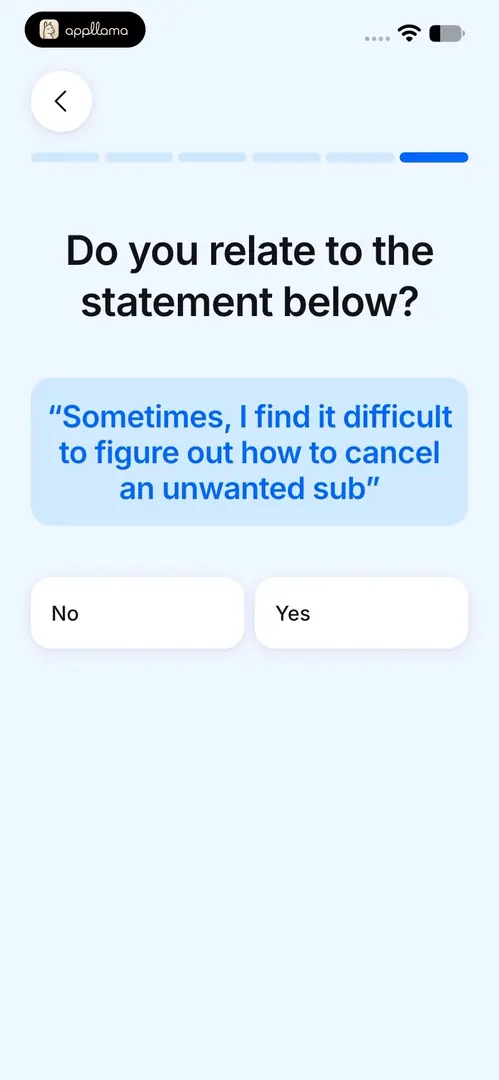 appllama
Do you relate to the
statement below?
“Sometimes, I find it difficult
to figure out how to cancel
an unwanted sub”
No
Yes